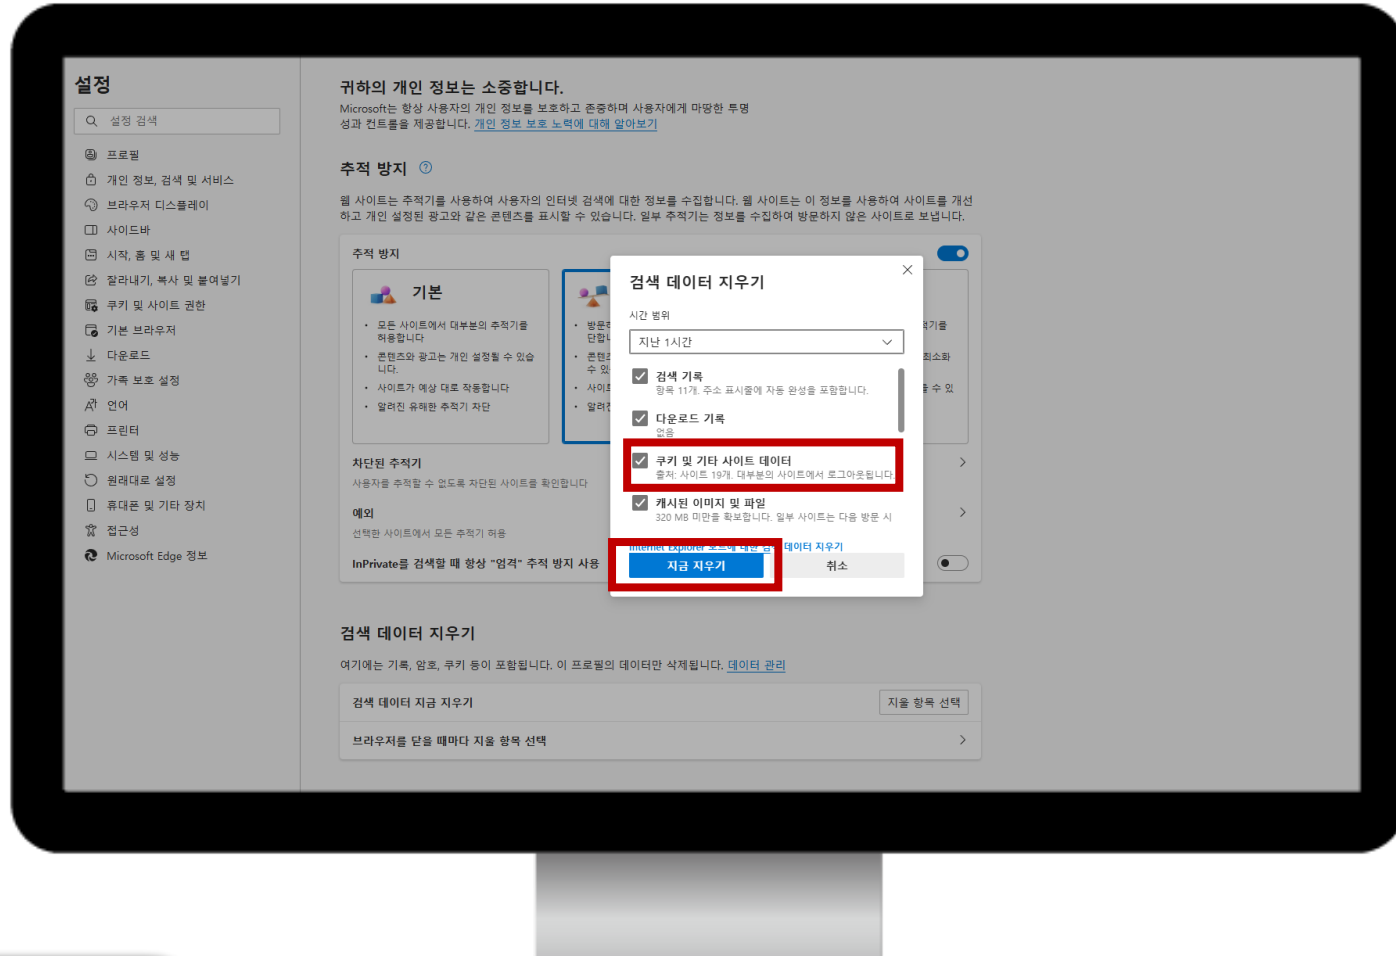 설정
설정 검색
프로필
개인 정보, 검색 및 서비스
브라우저 디스플레이
사이드바
시작, 홈 및 새 탭
잘라내기, 복사 및 붙여넣기
쿠키 및 사이트 권한
기본 브라우저
다운로드
가족 보호 설정
언어
프린터
시스템 및 성능
원래대로 설정
휴대폰 및 기타 장치
접근성
Microsoft Edge 정보
귀하의 개인 정보는 소중합니다.
Microsoft는 항상 사용자의 개인 정보를 보호하고 존중하며 사용자에게 마땅한 투명
성과 컨트롤을 제공합니다. 개인 정보 보호 노력에 대해 알아보기
추적 방지
웹 사이트는 추적기를 사용하여 사용자의 인터넷 검색에 대한 정보를 수집합니다. 웹 사이트는 이 정보를 사용하여 사이트를 개선
하고 개인 설정된 광고와 같은 콘텐츠를 표시할 수 있습니다. 일부 추적기는 정보를 수집하여 방문하지 않은 사이트로 보냅니다.
추적 방지
기본
• 모든 사이트에서 대부분의 추적기를
허용합니다
• 콘텐츠와 광고는 개인 설정될 수 있습
니다.
• 사이트가 예상 대로 작동합니다
• 알려진 유해한 추적기 차단
차단된 추적기
사용자를 추적할 수 없도록 차단된 사이트를 확인합니다
예외
선택한 사이트에서 모든 추적기 허용
InPrivate를 검색할 때 항상 "엄격" 추적 방지 사용
검색 데이터 지우기
시간 범위
지난 1시간
검색 기록
항목 11개. 주소 표시줄에 자동 완성을 포함합니다.
다운로드 기록
없음
쿠키 및 기타 사이트 데이터
출처: 사이트 19개. 대부분의 사이트에서 로그아웃됩니다.
캐시된 이미지 및 파일
320 MB 미만을 확보합니다. 일부 사이트는 다음 방문 시
Internet Explorer 모드에 대한 검색 데이터 지우기
지금 지우기
취소
검색 데이터 지우기
여기에는 기록, 암호, 쿠키 등이 포함됩니다. 이 프로필의 데이터만 삭제됩니다. 데이터 관리
검색 데이터 지금 지우기
지울 항목 선택
브라우저를 닫을 때마다 지울 항목 선택